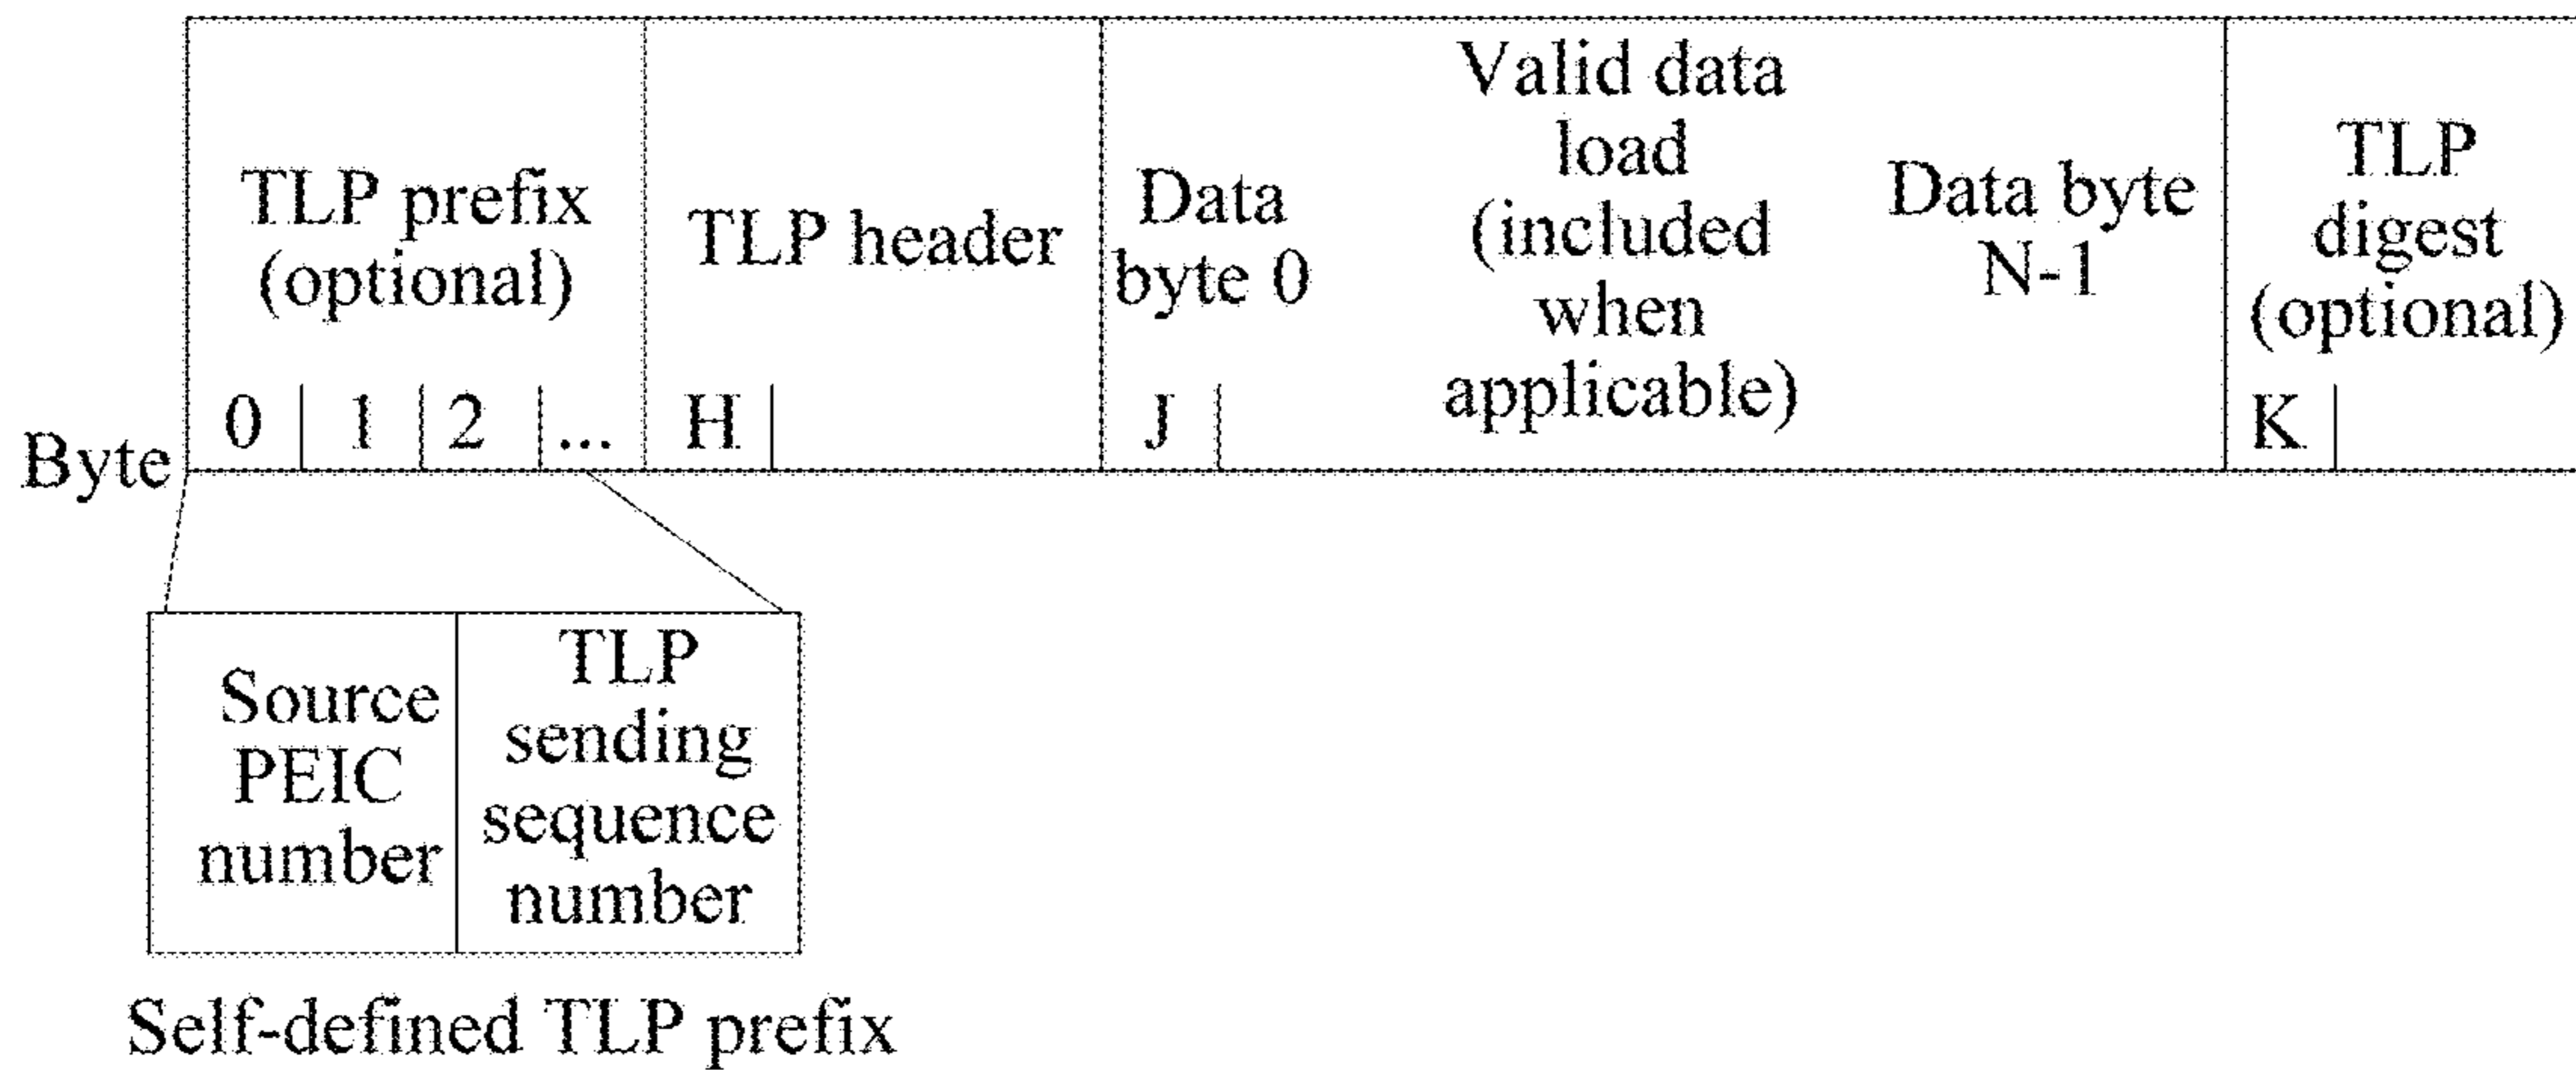 TLP prefix
(optional)
TLP header
Data
byte 0
Valid data
load
(included
when
applicable)
Data byte
N-1
TLP
digest
(optional)
Byte
0
1
2
...
H
J
K
Source
PEIC
number
TLP
sending
sequence
number
Self-defined TLP prefix